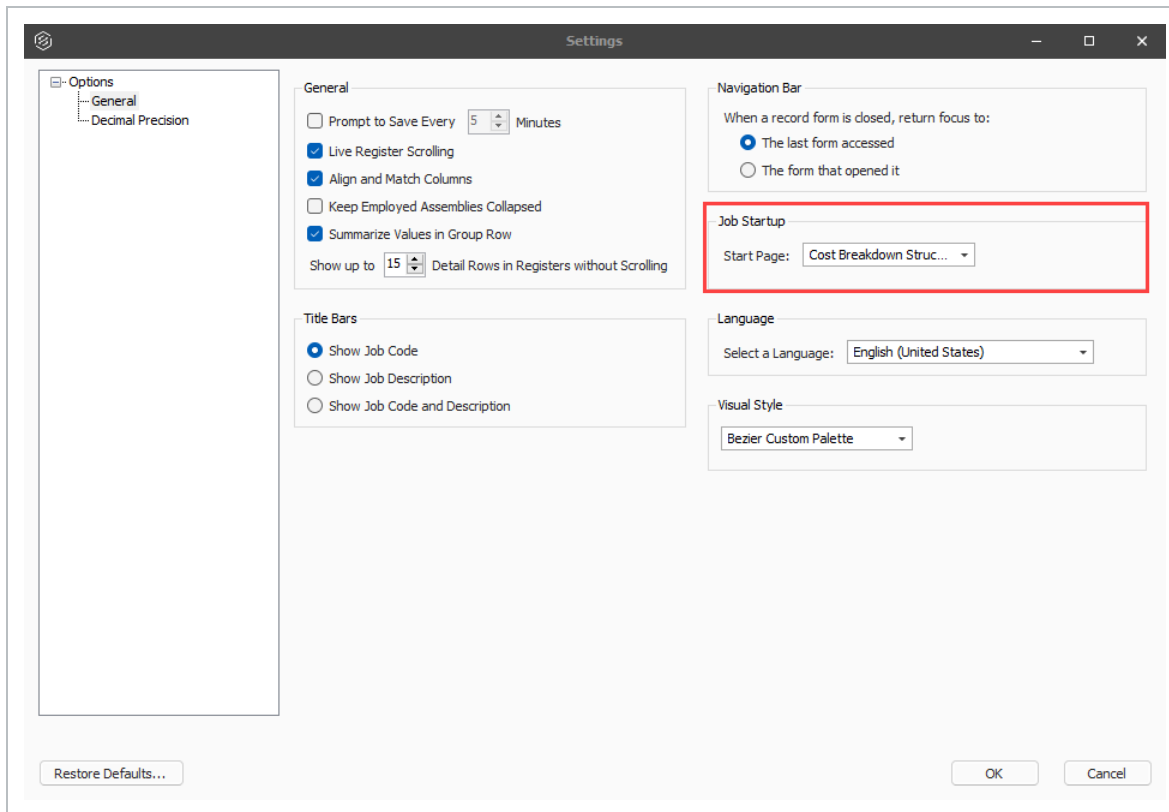 Settings
Options
General
Decimal Precision
General
Prompt to Save Every 5 Minutes
Live Register Scrolling
Align and Match Columns
Keep Employed Assemblies Collapsed
Summarize Values in Group Row
Show up to 15 Detail Rows in Registers without Scrolling
Title Bars
Show Job Code
Show Job Description
Show Job Code and Description
Navigation Bar
When a record form is closed, return focus to:
The last form accessed
The form that opened it
Job Startup
Start Page: Cost Breakdown Struc...
Language
Select a Language: English (United States)
Visual Style
Bezier Custom Palette
Restore Defaults...
OK
Cancel